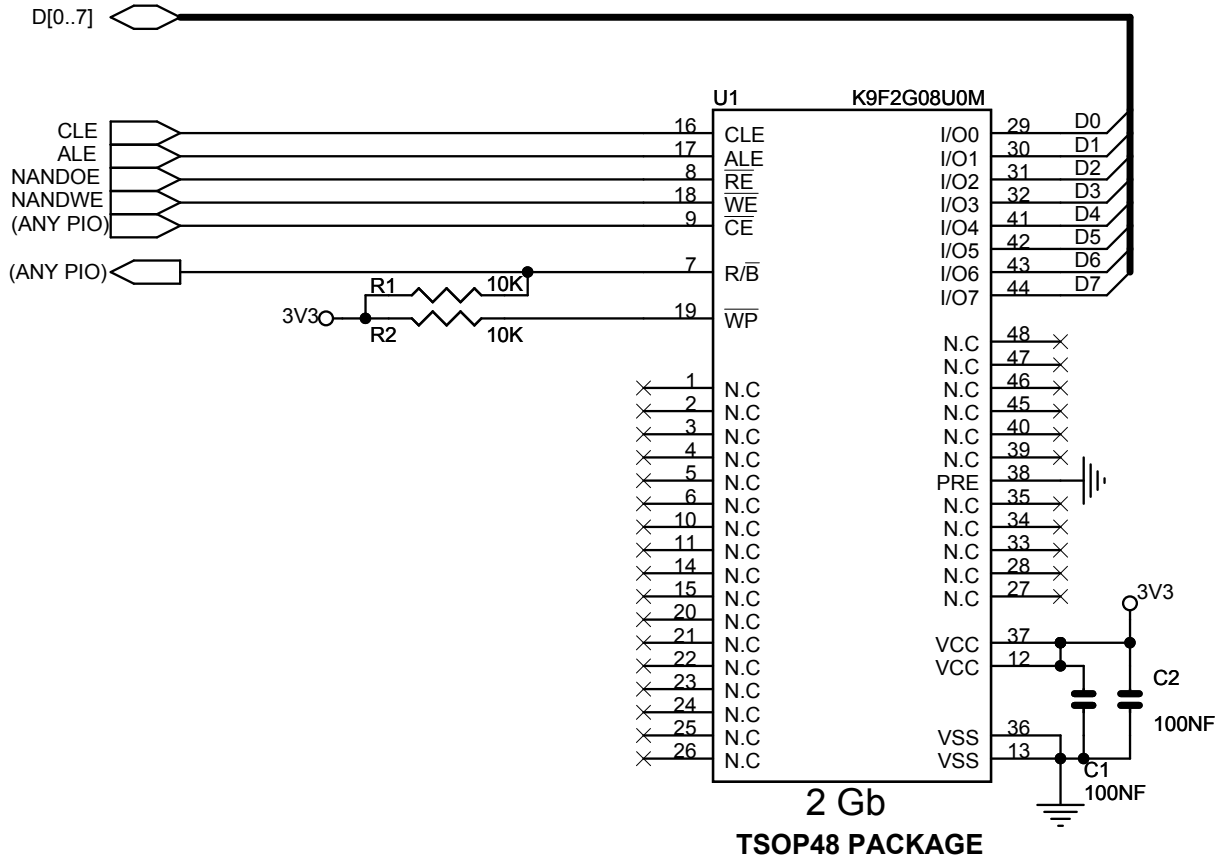 D[0..7]
U1 K9F2G08U0M
CLE 16 CLE I/O0 29 D0
ALE 17 ALE I/O1 30 D1
NANDOE 8 RE I/O2 31 D2
NANDWE 18 WE I/O3 32 D3
(ANY PIO) 9 CE I/O4 41 D4
I/O5 42 D5
(ANY PIO) 7 R/B I/O6 43 D6
R1 10K I/O7 44 D7
3V3 19 WP
R2 10K
N.C 48
N.C 47
1 N.C N.C 46
2 N.C N.C 45
3 N.C N.C 40
4 N.C N.C 39
5 N.C PRE 38
6 N.C N.C 35
10 N.C N.C 34
11 N.C N.C 33
14 N.C N.C 28
15 N.C N.C 27
3V3
20 N.C
21 N.C VCC 37
22 N.C VCC 12
C2
23 N.C
24 N.C
100NF
25 N.C VSS 36
26 N.C VSS 13
C1
100NF
2 Gb
TSOP48 PACKAGE